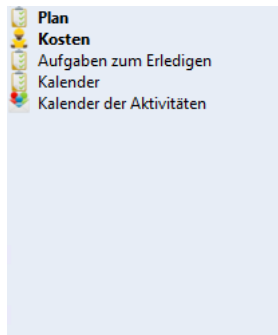 Plan
Kosten
Aufgaben zum Erledigen
Kalender
Kalender der Aktivitäten